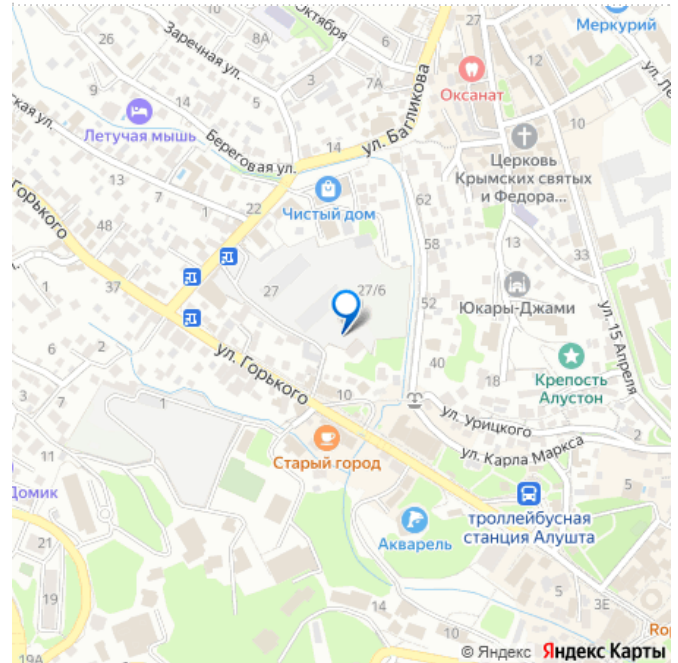 Октября
Меркурий
Заречная ул.
26
8А
27
9
14
5
3
7А
Оксанат
ул. Багликова
Летучая мышь
Береговая ул.
14
10
Церковь
Крымских святых
и Федора...
13
7
1
22
Чистый дом
62
Горького
48
58
13
33
27
27/6
52
Юкары-Джами
1
37
ул. 15 Апреля
6
2
ул. Горького
40
18
Крепость
Алустон
3
7
1
10
ул. Урицкого
2
11
Старый город
ул. Карла Маркса
5
Домик
троллейбусная
станция Алушта
21
Акварель
19
14
5
3Е
10
19А
© Яндекс Яндекс Карты